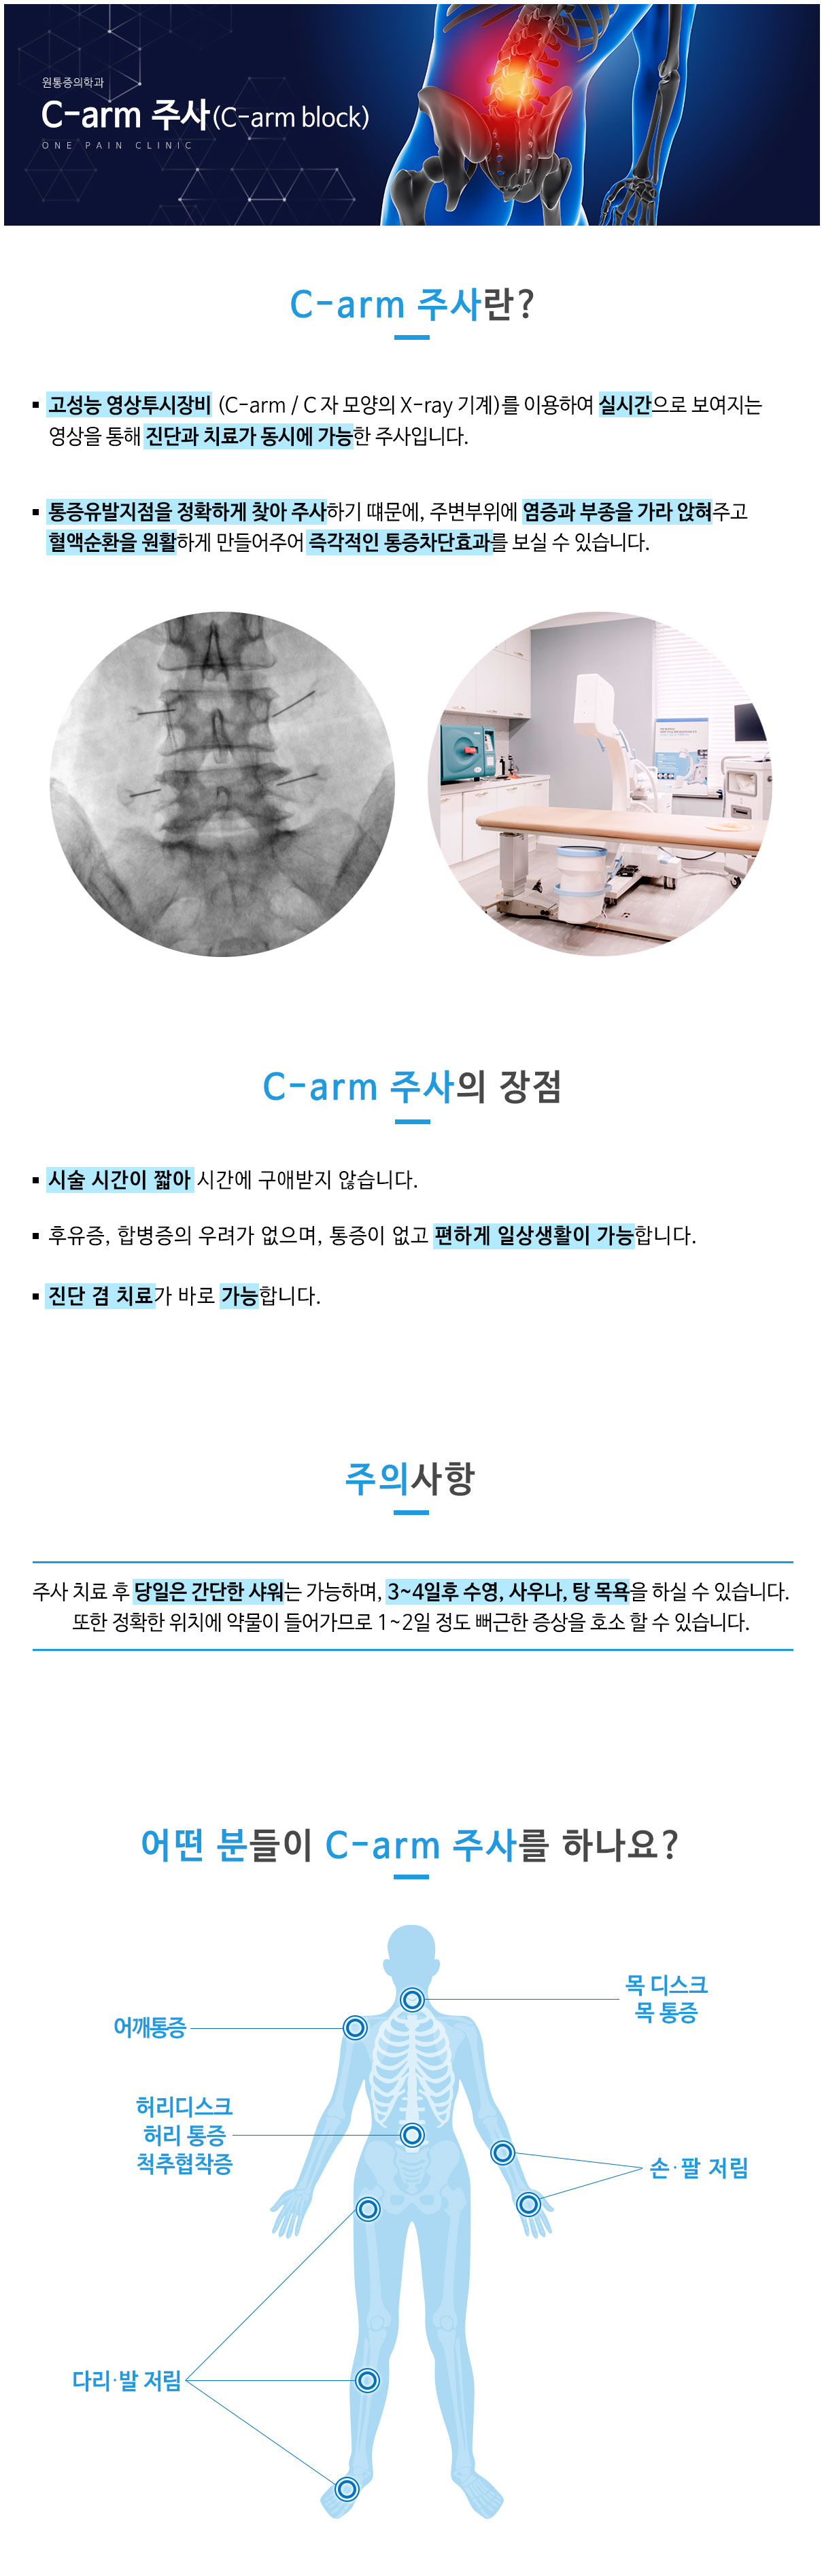 원통증의학과
C-arm 주사(C-arm block)
ONE PAIN CLINIC
C-arm 주사란?
▪ 고성능 영상투시장비 (C-arm / C 자 모양의 X-ray 기계)를 이용하여 실시간으로 보여지는
영상을 통해 진단과 치료가 동시에 가능한 주사입니다.
▪ 통증유발지점을 정확하게 찾아 주사하기 떄문에, 주변부위에 염증과 부종을 가라 앉혀주고
혈액순환을 원활하게 만들어주어 즉각적인 통증차단효과를 보실 수 있습니다.
C-arm 주사의 장점
▪ 시술 시간이 짧아 시간에 구애받지 않습니다.
▪ 후유증, 합병증의 우려가 없으며, 통증이 없고 편하게 일상생활이 가능합니다.
▪ 진단 겸 치료가 바로 가능합니다.
주의사항
주사 치료 후 당일은 간단한 샤워는 가능하며, 3~4일후 수영, 사우나, 탕 목욕을 하실 수 있습니다.
또한 정확한 위치에 약물이 들어가므로 1~2일 정도 뻐근한 증상을 호소 할 수 있습니다.
어떤 분들이 C-arm 주사를 하나요?
목 디스크
목 통증
어깨통증
허리디스크
허리 통증
척추협착증
손·팔 저림
다리·발 저림